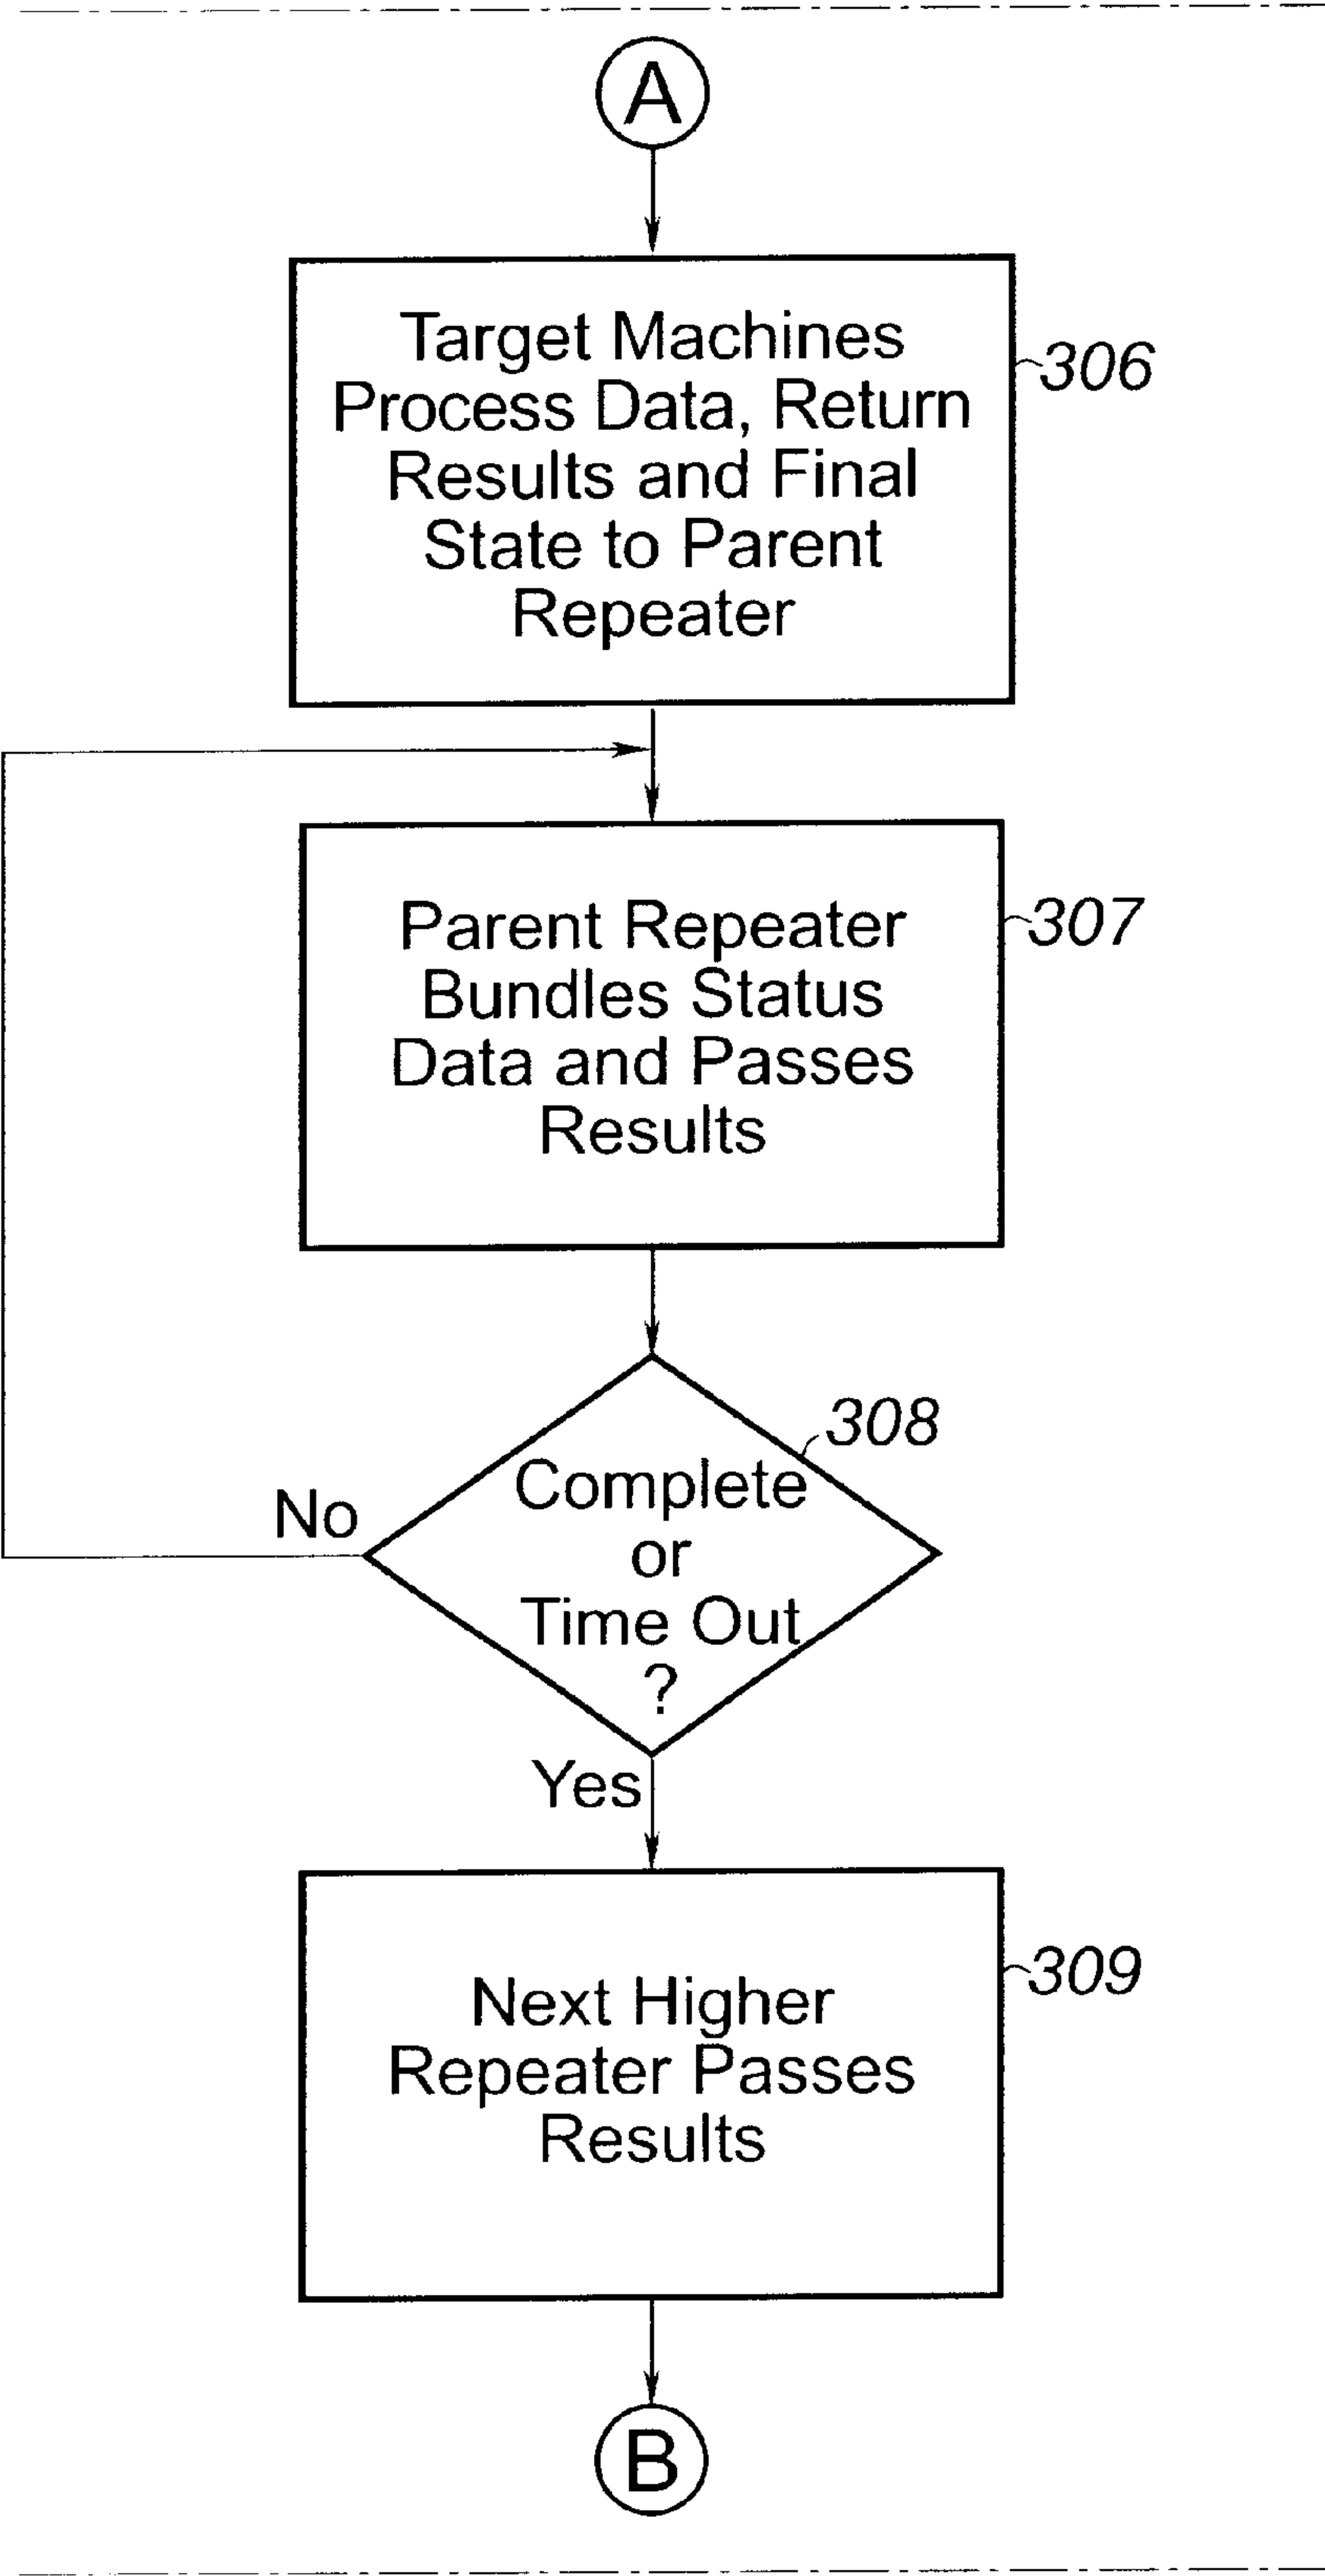 A
Target Machines
Process Data, Return
Results and Final
State to Parent
Repeater
306
Parent Repeater
Bundles Status
Data and Passes
Results
307
308
Complete
or
Time Out
?
No
Yes
Next Higher
Repeater Passes
Results
309
B